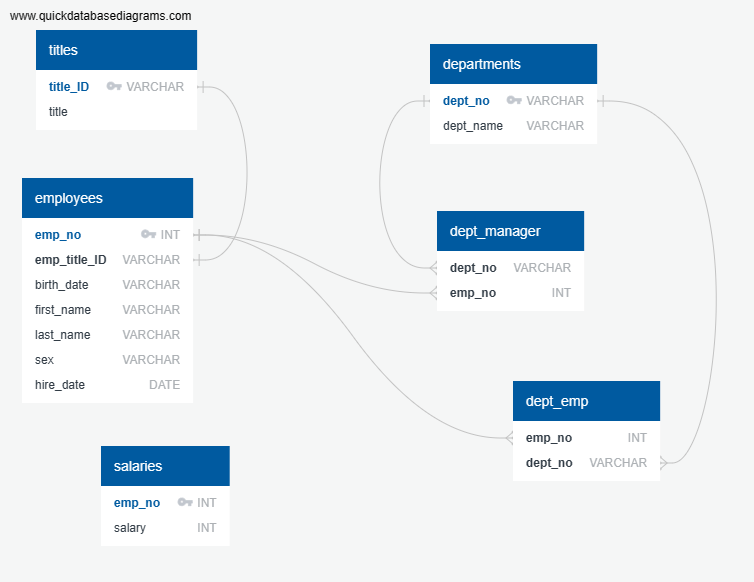 www.quickdatabasediagrams.com
titles
title_ID VARCHAR
title
departments
dept_no VARCHAR
dept_name VARCHAR
employees
emp_no INT
emp_title_ID VARCHAR
birth_date VARCHAR
first_name VARCHAR
last_name VARCHAR
sex VARCHAR
hire_date DATE
dept_manager
dept_no VARCHAR
emp_no INT
dept_emp
emp_no INT
dept_no VARCHAR
salaries
emp_no INT
salary INT